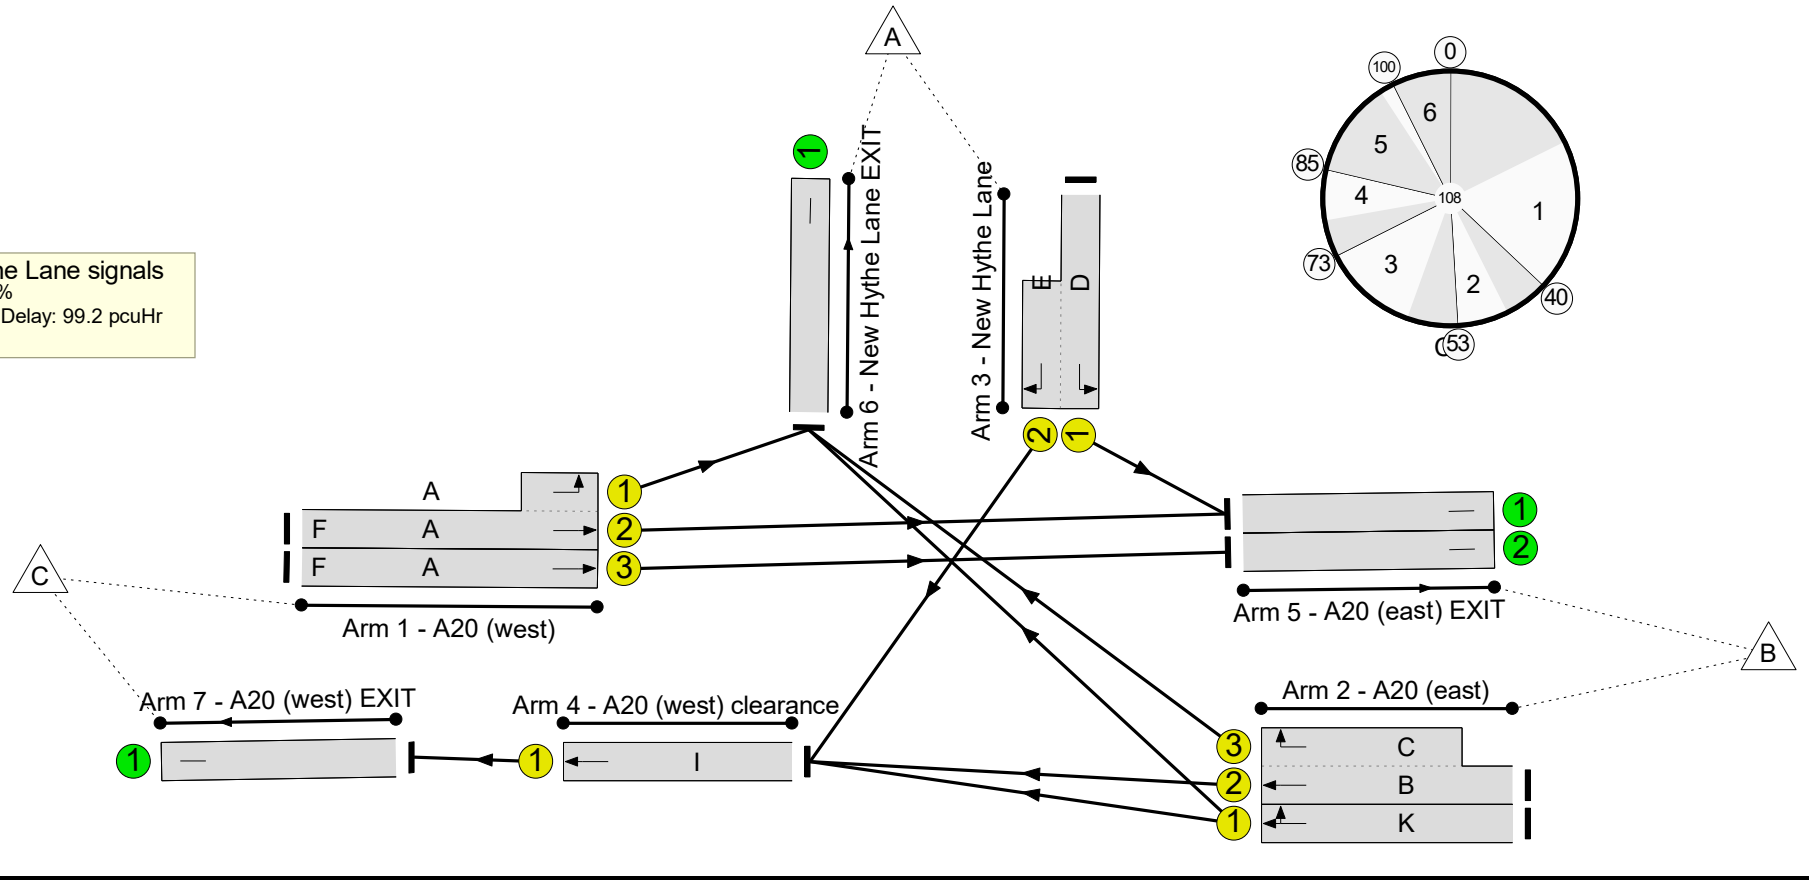 A
0
100
6
5
85
4
108
1
3
2
73
40
C
53
1
Arm 6 - New Hythe Lane EXIT
Arm 3 - New Hythe Lane
E
D
2
1
ne Lane signals
%
Delay: 99.2 pcuHr
A
1
F
A
2
F
A
3
Arm 1 - A20 (west)
C
1
2
Arm 5 - A20 (east) EXIT
B
Arm 7 - A20 (west) EXIT
1
Arm 4 - A20 (west) clearance
1
I
Arm 2 - A20 (east)
3
C
2
B
1
K